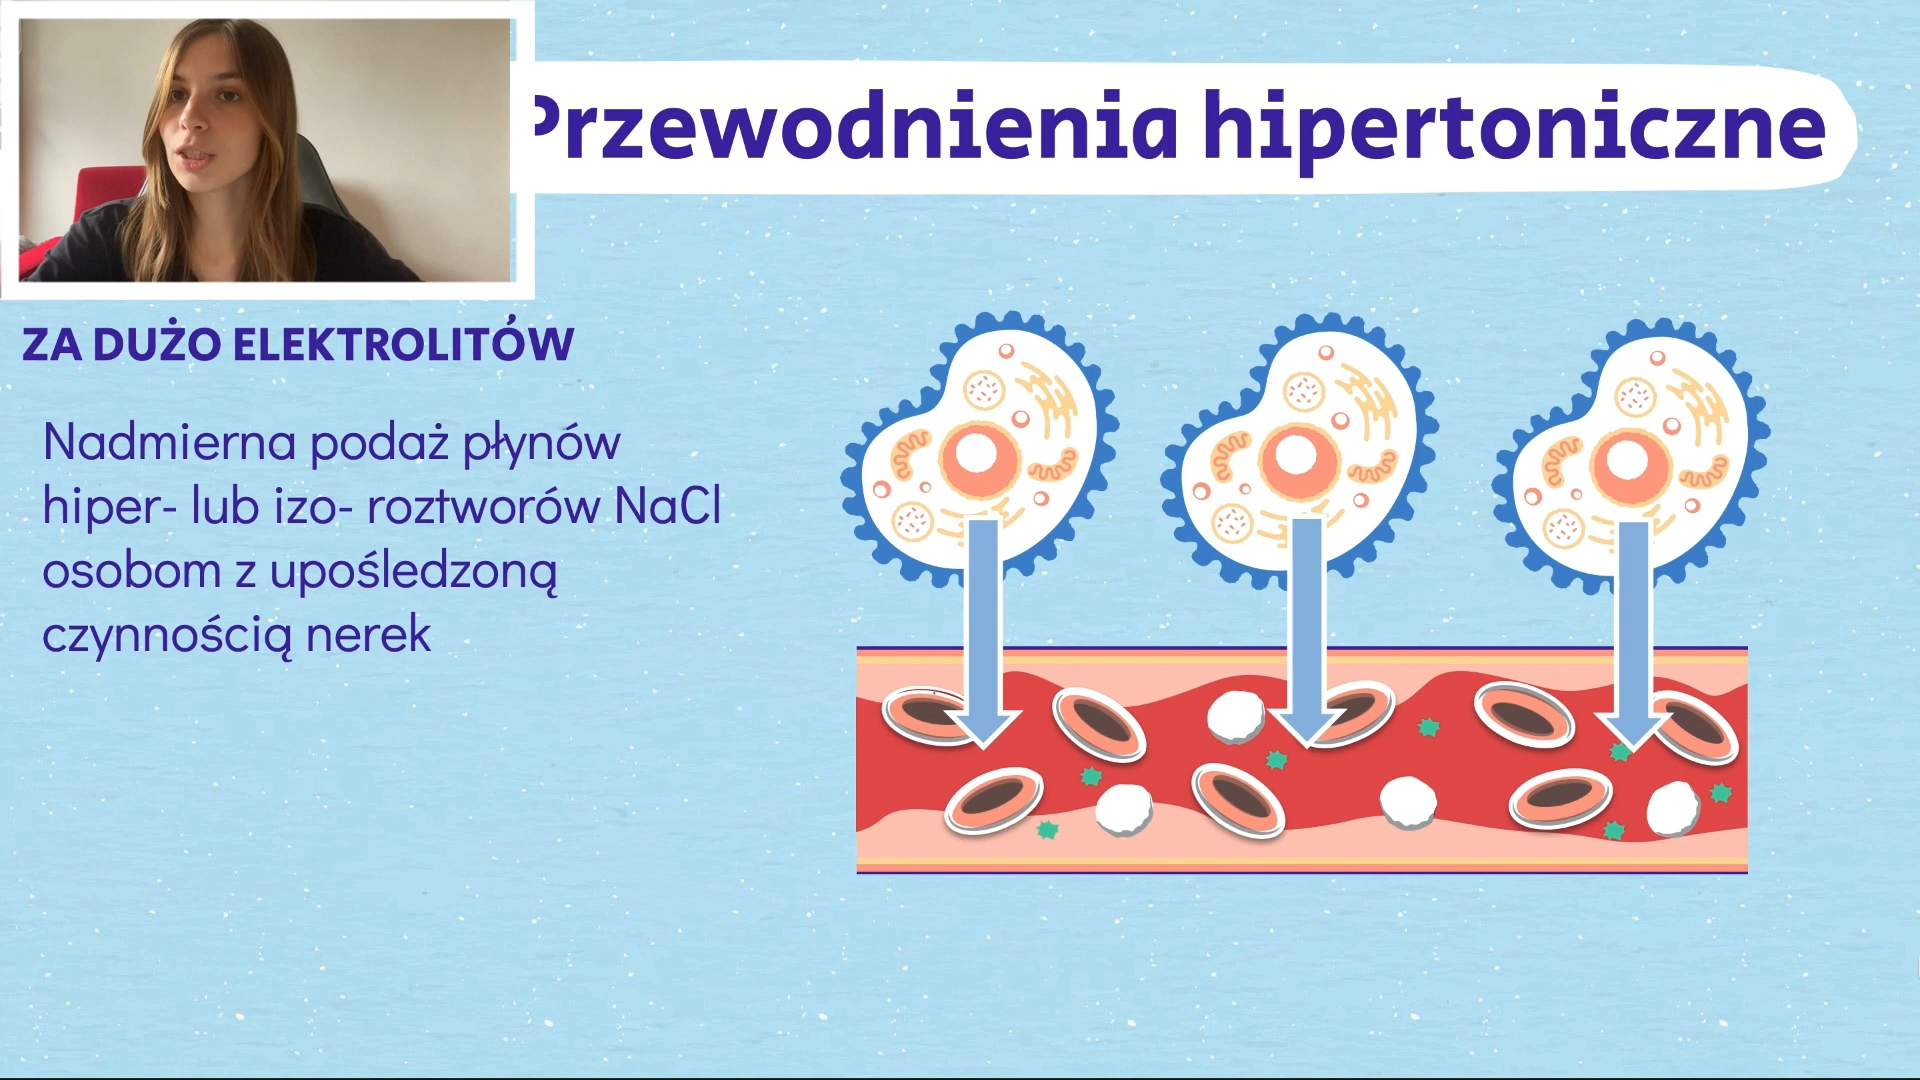 Przewodnienia hipertoniczne
ZA DUŻO ELEKTROLITÓW
Nadmierna podaż płynów
hiper- lub izo- roztworów NaCl
osobom z upośledzoną
czynnością nerek